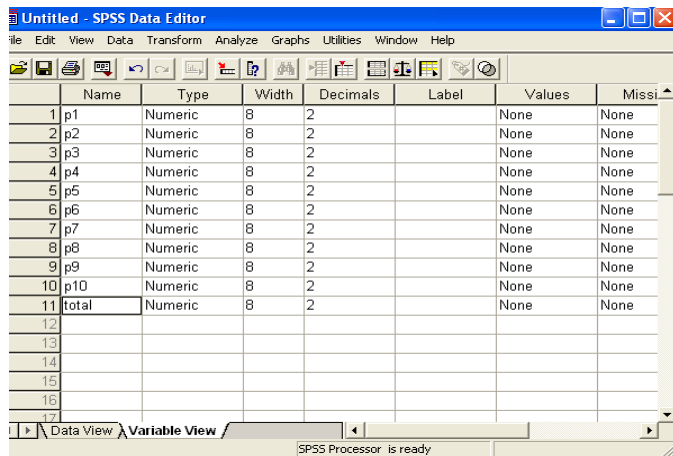 Untitled - SPSS Data Editor
File Edit View Data Transform Analyze Graphs Utilities Window Help
Name Type Width Decimals Label Values Missi
1 p1 Numeric 8 2 None None
2 p2 Numeric 8 2 None None
3 p3 Numeric 8 2 None None
4 p4 Numeric 8 2 None None
5 p5 Numeric 8 2 None None
6 p6 Numeric 8 2 None None
7 p7 Numeric 8 2 None None
8 p8 Numeric 8 2 None None
9 p9 Numeric 8 2 None None
10 p10 Numeric 8 2 None None
11 total Numeric 8 2 None None
12
13
14
15
16
17
Data View Variable View
SPSS Processor is ready